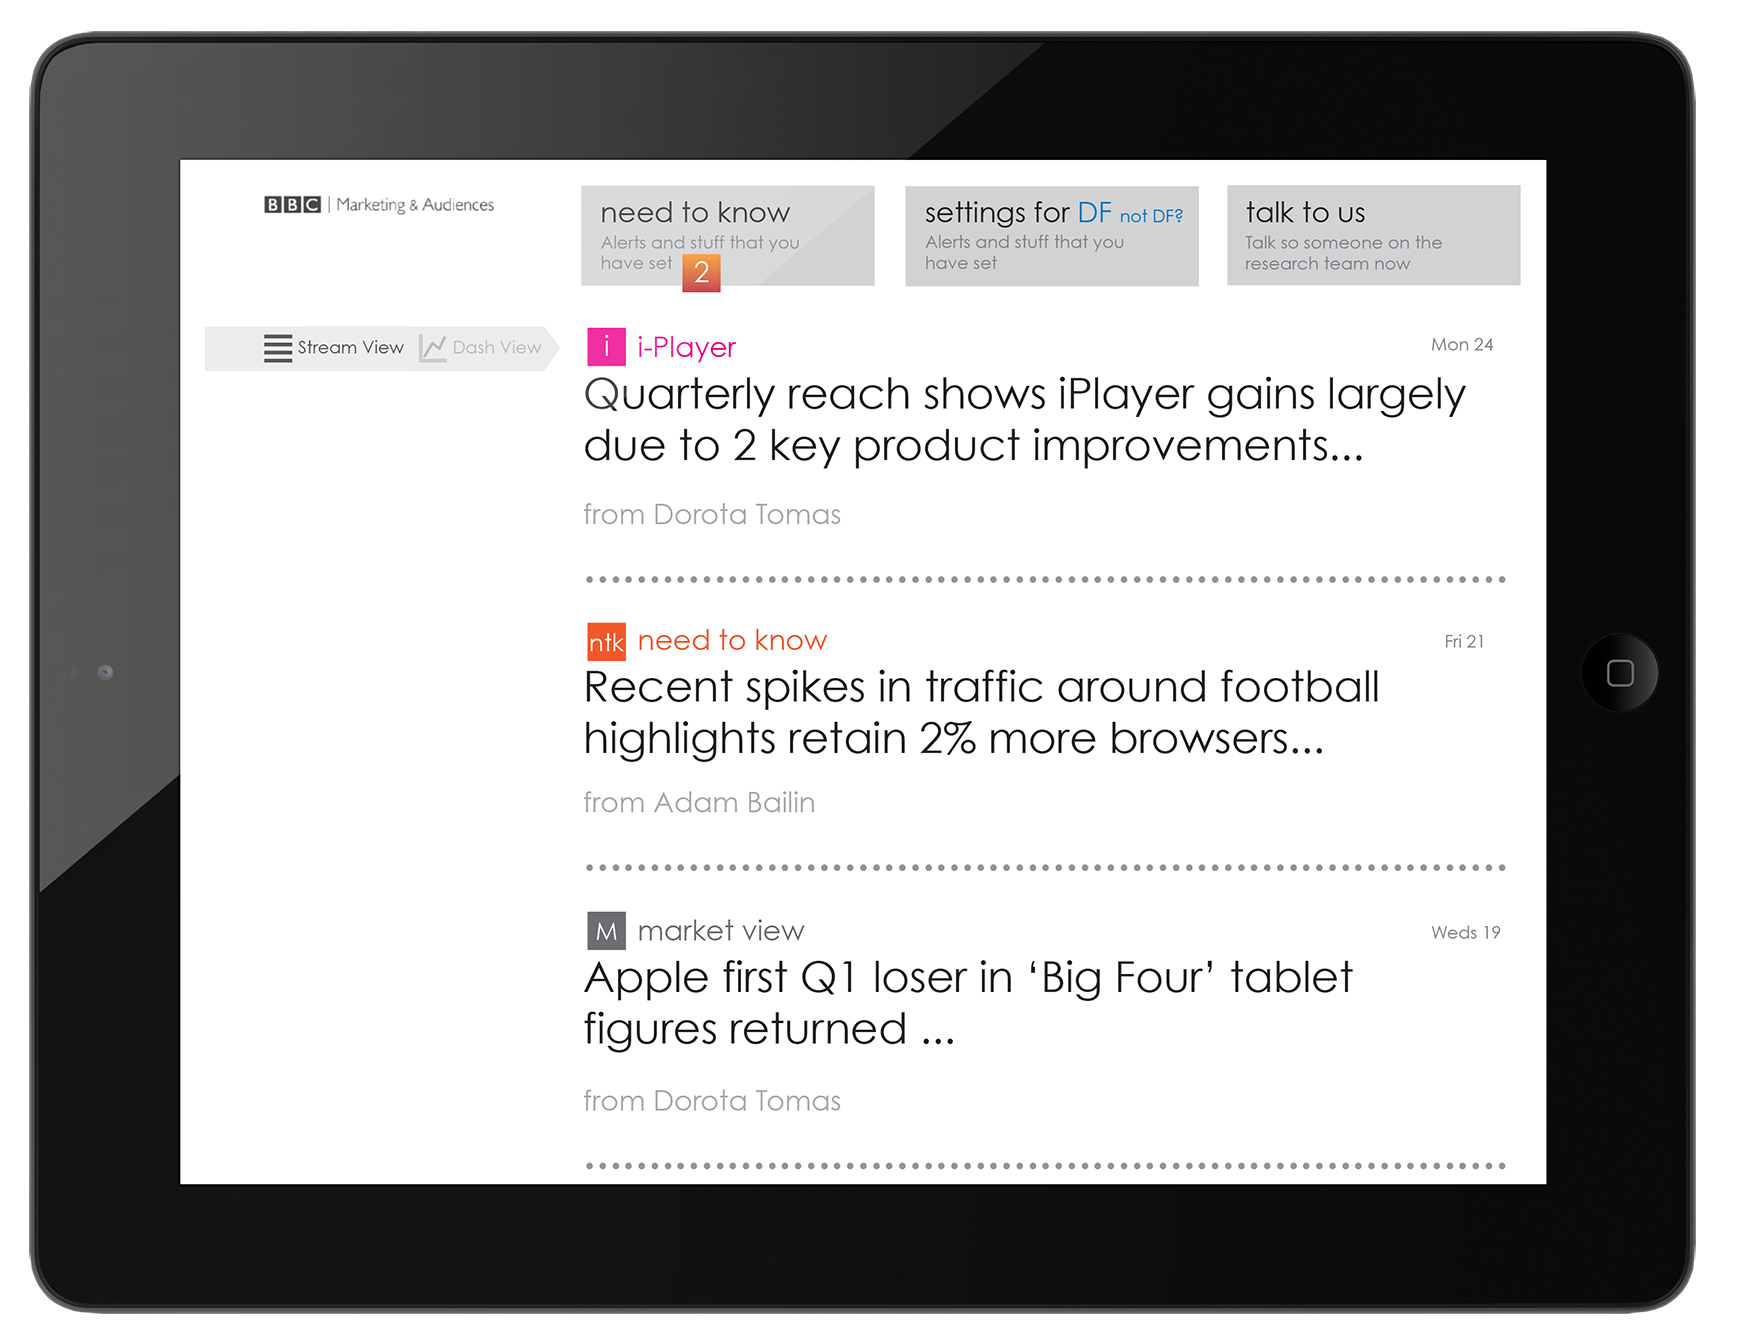 BBC | Marketing & Audiences
need to know
Alerts and stuff that you
have set
2
settings for DF not DF?
Alerts and stuff that you
have set
talk to us
Talk so someone on the
research team now
Stream View
Dash View
i i-Player
Mon 24
Quarterly reach shows iPlayer gains largely
due to 2 key product improvements...
from Dorota Tomas
ntk need to know
Fri 21
Recent spikes in traffic around football
highlights retain 2% more browsers...
from Adam Bailin
M market view
Weds 19
Apple first Q1 loser in ‘Big Four’ tablet
figures returned ...
from Dorota Tomas